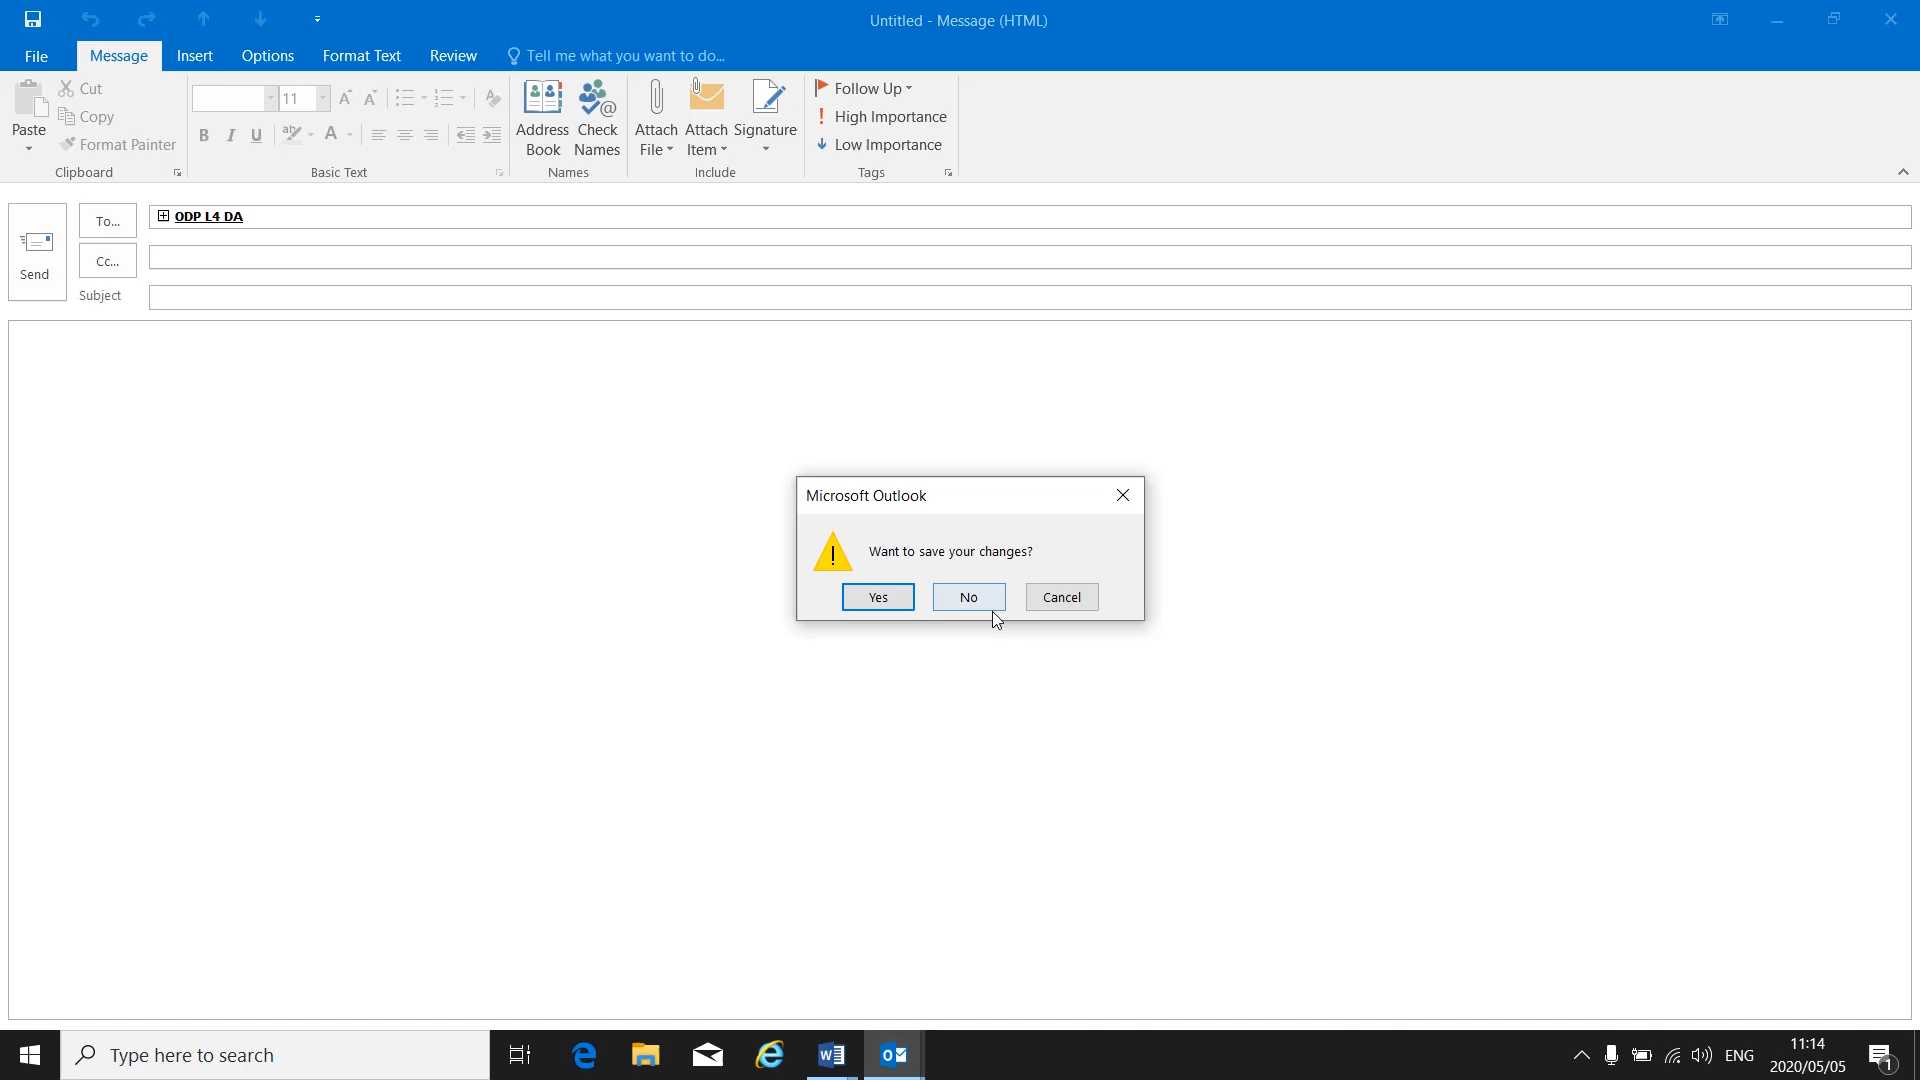 Untitled - Message (HTML)
File Message Insert Options Format Text Review Tell me what you want to do...
Paste
Cut
Copy
Format Painter
Clipboard
11
B I U A
Basic Text
Address Book
Check Names
Names
Attach File
Attach Item
Signature
Include
Follow Up
High Importance
Low Importance
Tags
Send
To...
ODP L4 DA
Cc...
Subject
Microsoft Outlook
Want to save your changes?
Yes No Cancel
Type here to search
ENG
11:14
2020/05/05
1